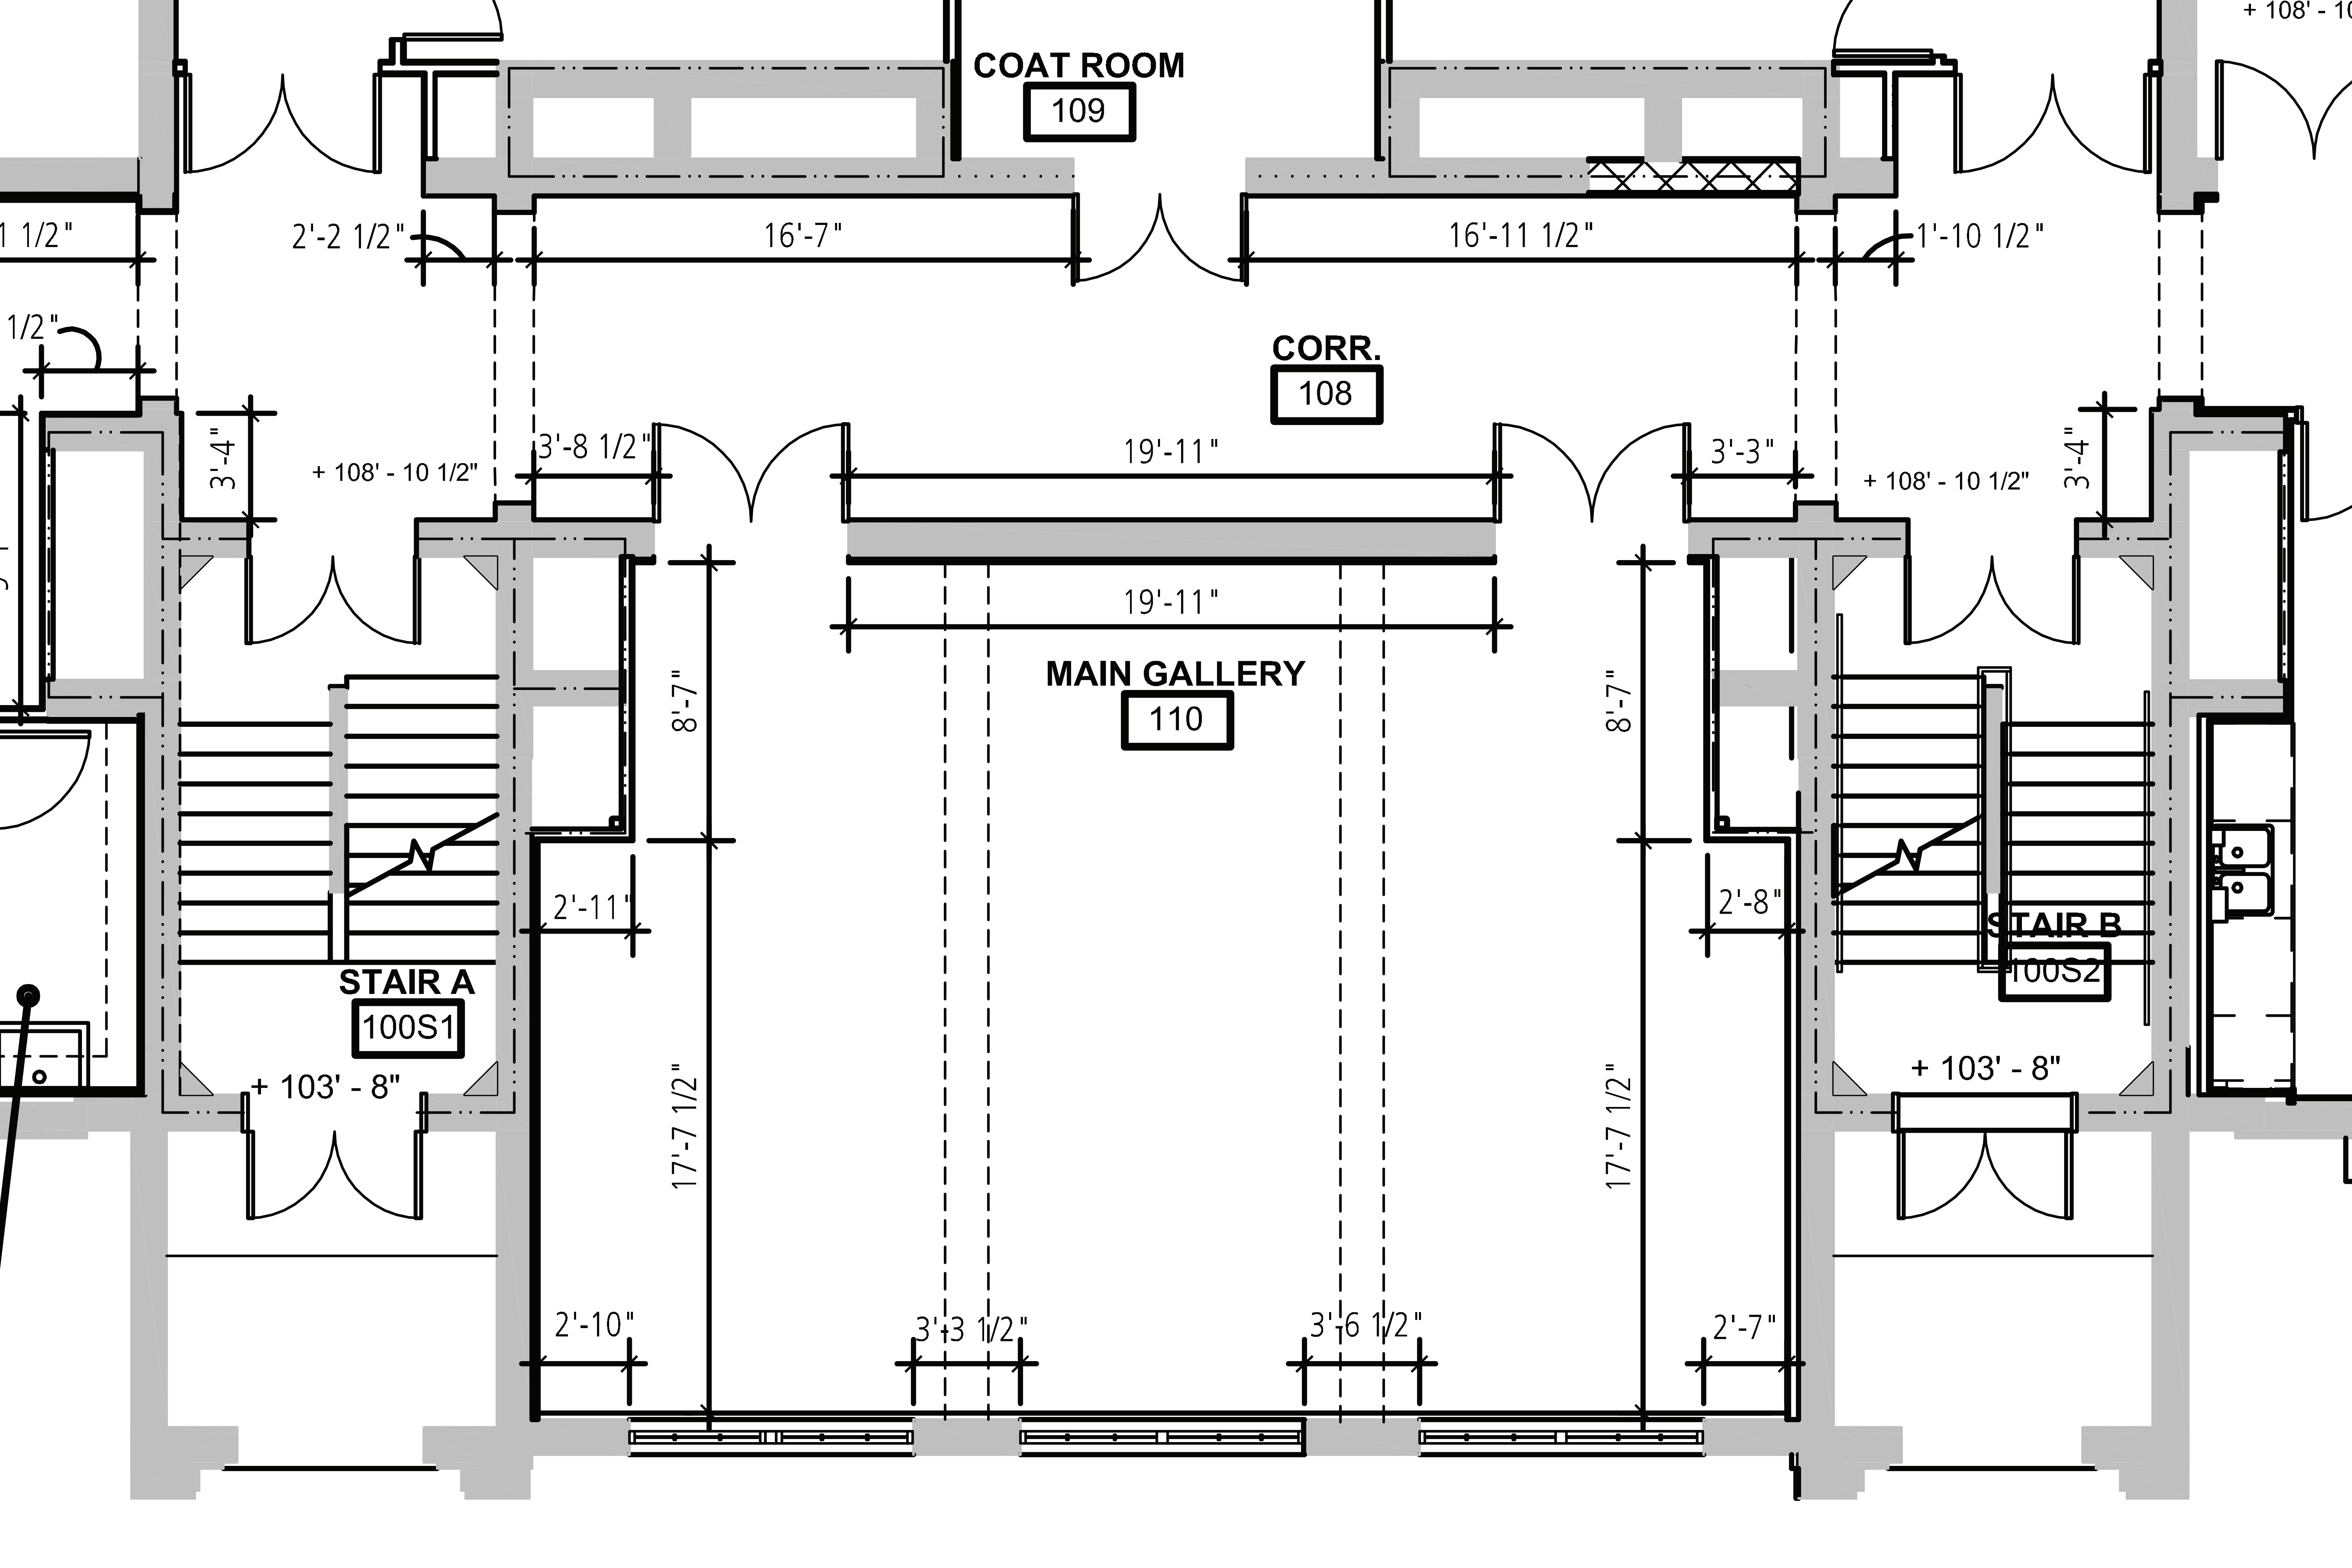 + 108' - 10
COAT ROOM
109
1 1/2"
2'-2 1/2"
16'-7"
16'-11 1/2"
1'-10 1/2"
1/2"
CORR.
108
3'-4"
+ 108' - 10 1/2"
3'-8 1/2"
19'-11"
3'-3"
+ 108' - 10 1/2"
3'-4"
19'-11"
MAIN GALLERY
110
8'-7"
8'-7"
2'-11"
2'-8"
STAIR B
100S2
STAIR A
100S1
+ 103' - 8"
+ 103' - 8"
17'-7 1/2"
17'-7 1/2"
2'-10"
3'-3 1/2"
3'-6 1/2"
2'-7"